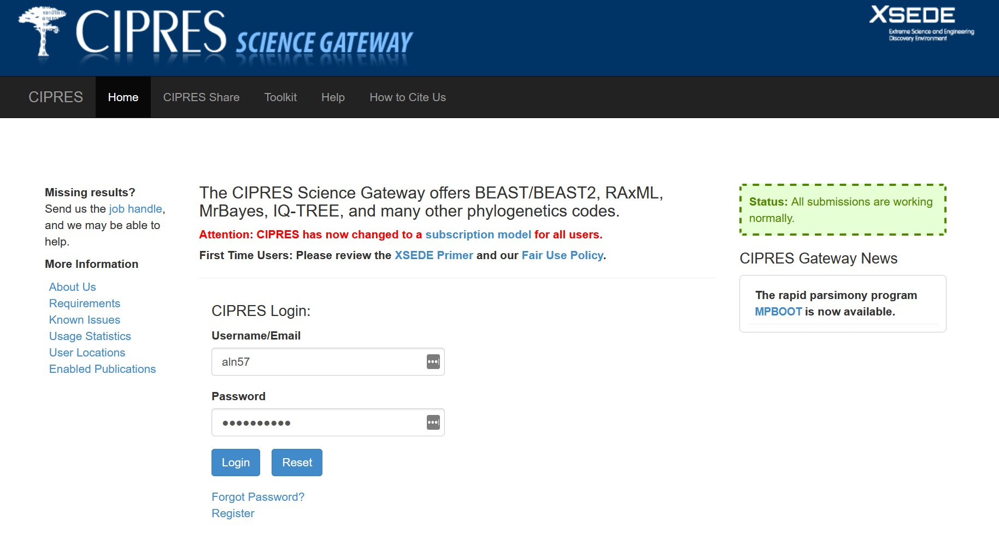 CIPRES SCIENCE GATEWAY
XSEDE
Extreme Science and Engineering
Discovery Environment
CIPRES Home CIPRES Share Toolkit Help How to Cite Us
Missing results?
Send us the job handle,
and we may be able to
help.
More Information
About Us
Requirements
Known Issues
Usage Statistics
User Locations
Enabled Publications
The CIPRES Science Gateway offers BEAST/BEAST2, RAxML,
MrBayes, IQ-TREE, and many other phylogenetics codes.
Attention: CIPRES has now changed to a subscription model for all users.
First Time Users: Please review the XSEDE Primer and our Fair Use Policy.
CIPRES Login:
Username/Email
aln57
Password
••••••••••
Login Reset
Forgot Password?
Register
Status: All submissions are working
normally.
CIPRES Gateway News
The rapid parsimony program
MPBOOT is now available.